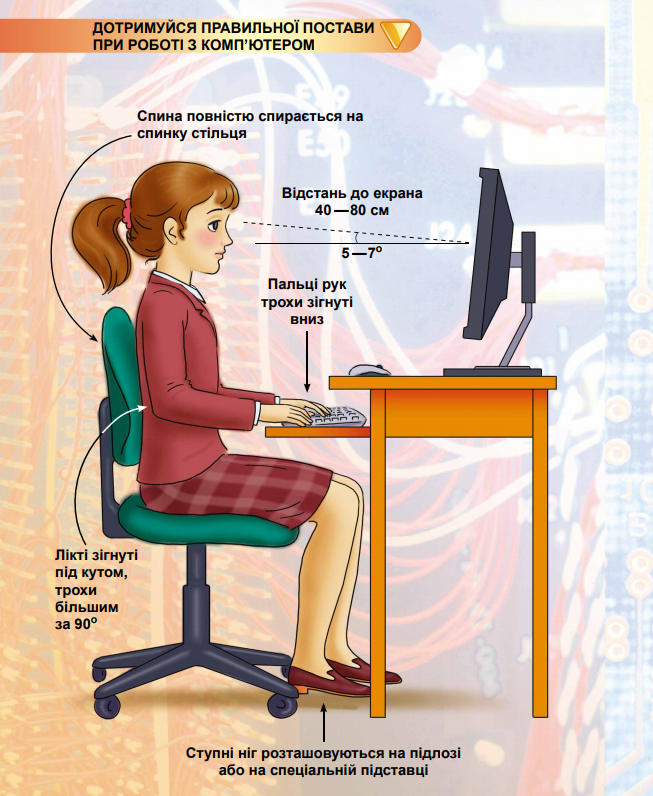 ДОТРИМУЙСЯ ПРАВИЛЬНОЇ ПОСТАВИ
ПРИ РОБОТІ З КОМП’ЮТЕРОМ
Спина повністю спирається на
спинку стільця
Відстань до екрана
40—80 см
5—7°
Пальці рук
трохи зігнуті
вниз
Лікті зігнуті
під кутом,
трохи
більшим
за 90°
Ступні ніг розташовуються на підлозі
або на спеціальній підставці